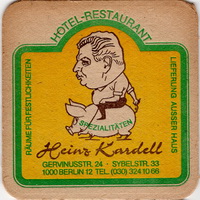 HOTEL-RESTAURANT
RÄUME FÜR FESTLICHKEITEN
LIEFERUNG AUSSER HAUS
SPEZIALITÄTEN
Heinz Kardell
GERVINUSSTR. 24 · SYBELSTR. 33
1000 BERLIN 12 TEL. (030) 324 10 66